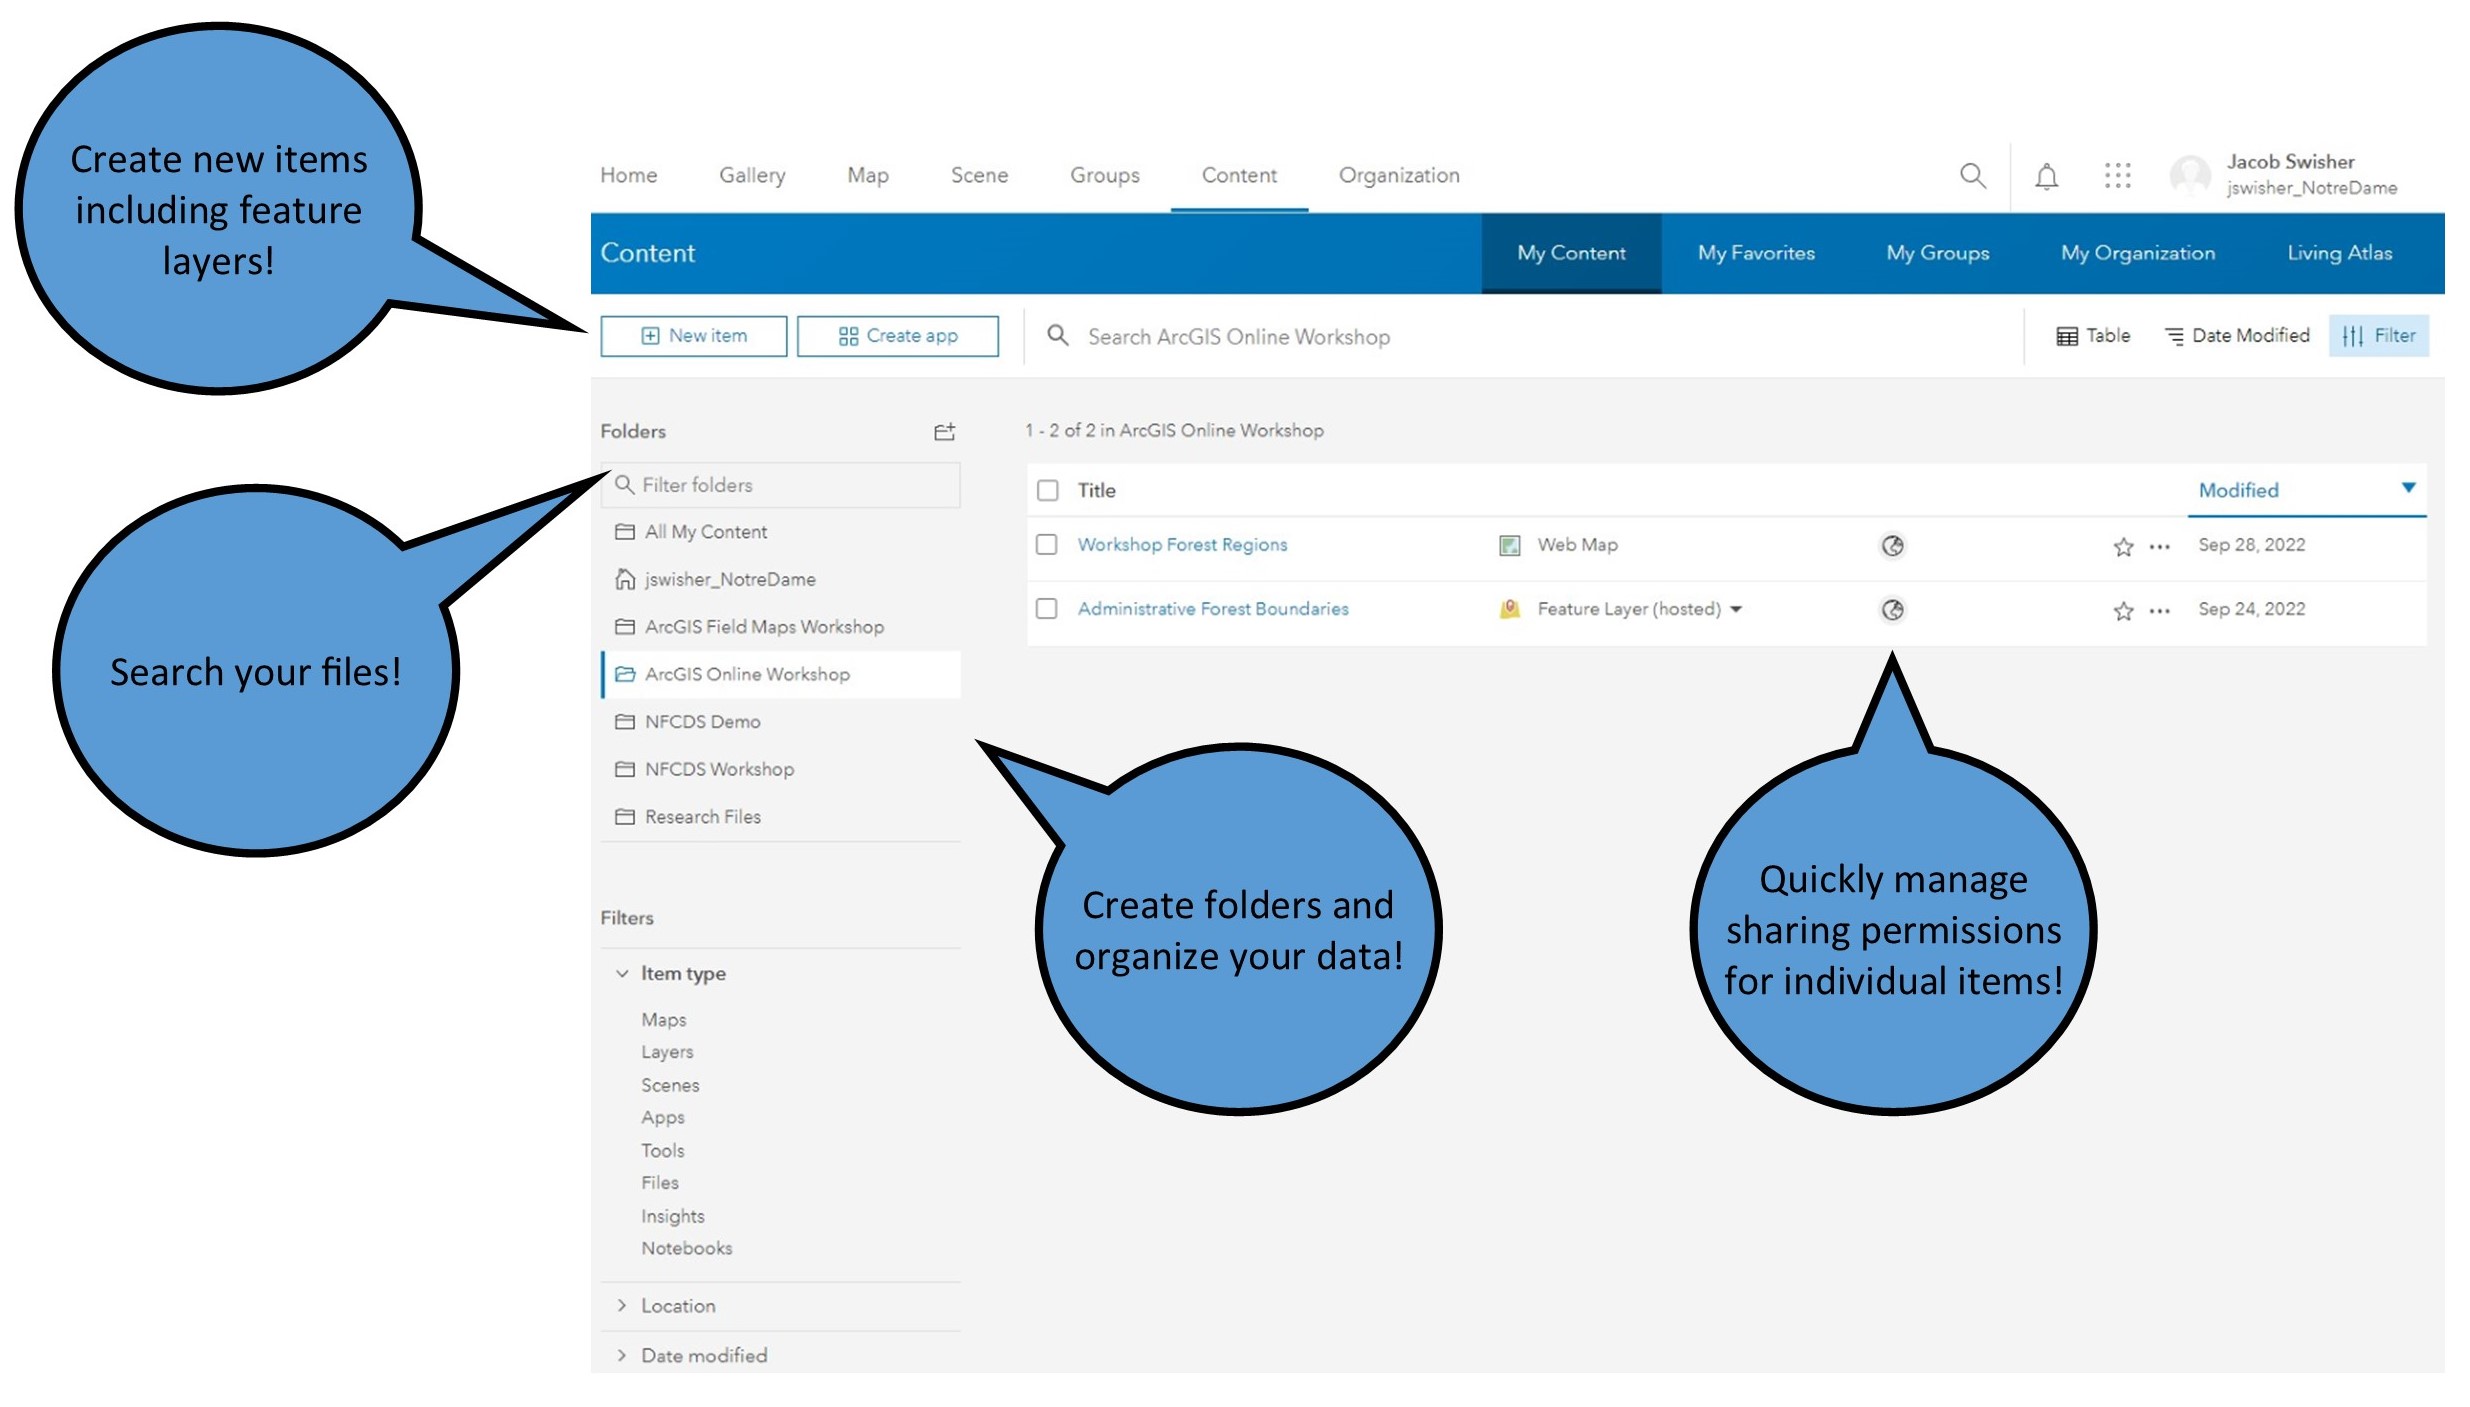 Create new items
including feature
layers!
Home Gallery Map Scene Groups Content Organization
Jacob Swisher
jswisher_NotreDame
Content
My Content My Favorites My Groups My Organization Living Atlas
New item Create app Search ArcGIS Online Workshop Table Date Modified Filter
Folders
Filter folders
All My Content
jswisher_NotreDame
ArcGIS Field Maps Workshop
ArcGIS Online Workshop
NFCDS Demo
NFCDS Workshop
Research Files
1 - 2 of 2 in ArcGIS Online Workshop
Title Modified
Workshop Forest Regions Web Map Sep 28, 2022
Administrative Forest Boundaries Feature Layer (hosted) Sep 24, 2022
Search your files!
Create folders and
organize your data!
Quickly manage
sharing permissions
for individual items!
Filters
Item type
Maps
Layers
Scenes
Apps
Tools
Files
Insights
Notebooks
Location
Date modified